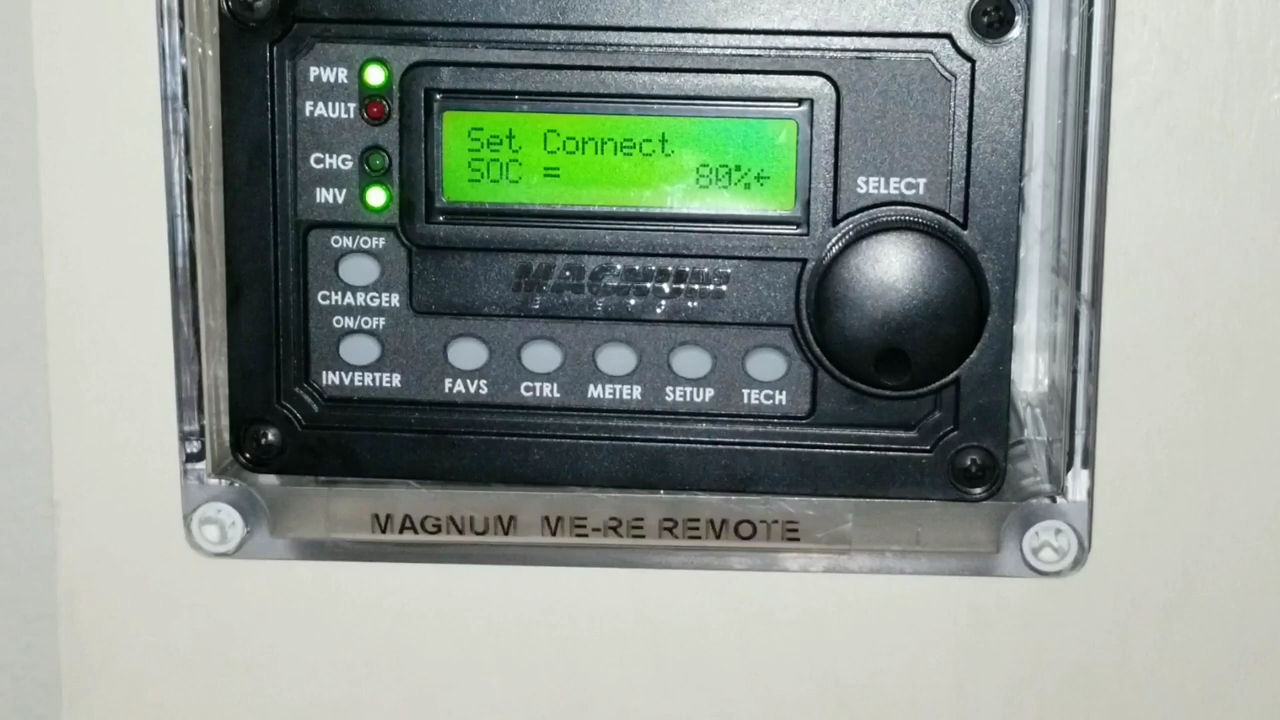 PWR
FAULT
CHG
INV
Set Connect
SOC = 80%←
SELECT
ON/OFF
CHARGER
ON/OFF
INVERTER
MAGNUM
FAVS
CTRL
METER
SETUP
TECH
MAGNUM ME-RE REMOTE